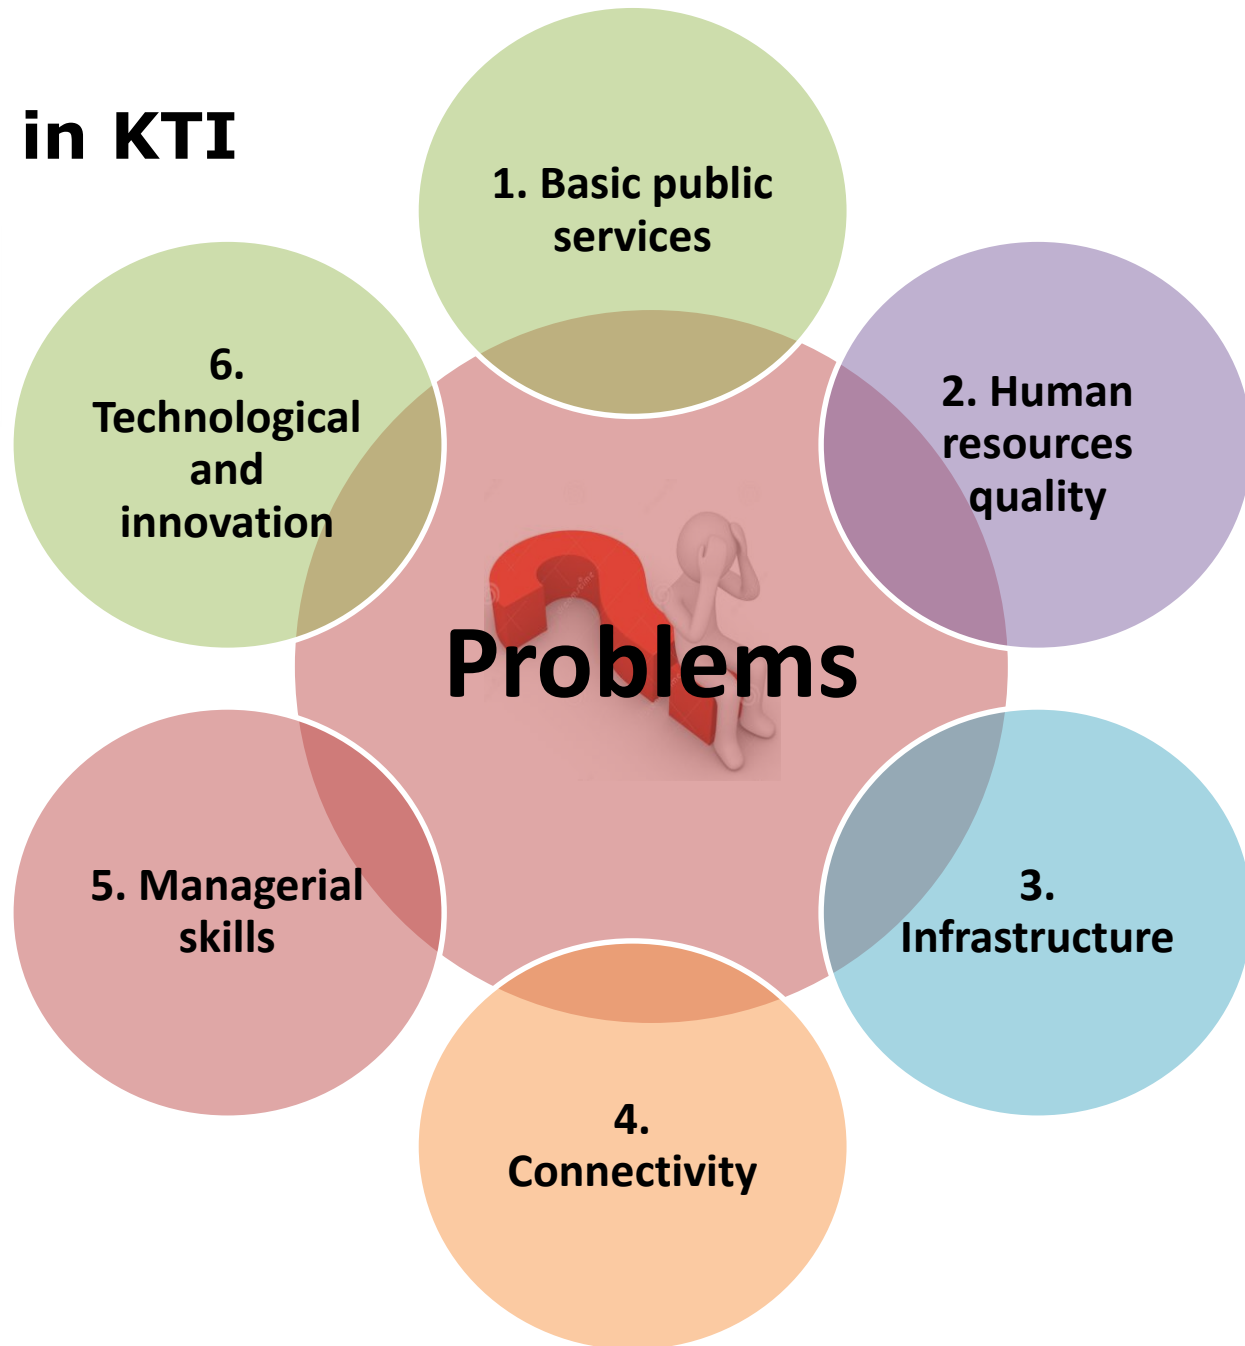 in KTI
1. Basic public
services
2. Human
resources
quality
3.
Infrastructure
4.
Connectivity
5. Managerial
skills
6.
Technological
and
innovation
Problems